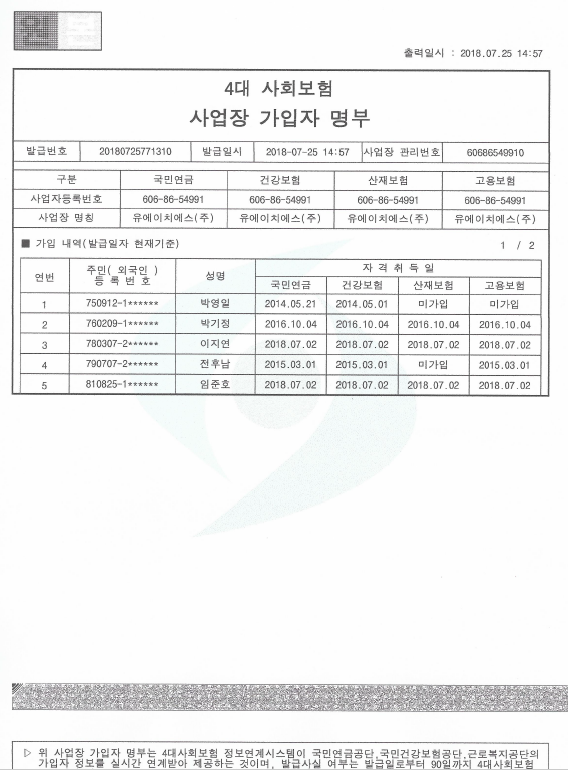 원본
출력일시 : 2018.07.25 14:57
4대 사회보험
사업장 가입자 명부
발급번호 20180725771310 발급일시 2018-07-25 14:57 사업장 관리번호 60686549910
구분 국민연금 건강보험 산재보험 고용보험
사업자등록번호 606-86-54991 606-86-54991 606-86-54991 606-86-54991
사업장 명칭 유에이치에스(주) 유에이치에스(주) 유에이치에스(주) 유에이치에스(주)
■ 가입 내역(발급일자 현재기준) 1 / 2
연번 주민( 외국인 ) 등 록 번 호 성명 자 격 취 득 일
국민연금 건강보험 산재보험 고용보험
1 750912-1****** 박영일 2014.05.21 2014.05.01 미가입 미가입
2 760209-1****** 박기정 2016.10.04 2016.10.04 2016.10.04 2016.10.04
3 780307-2****** 이지연 2018.07.02 2018.07.02 2018.07.02 2018.07.02
4 790707-2****** 전후남 2015.03.01 2015.03.01 미가입 2015.03.01
5 810825-1****** 임준호 2018.07.02 2018.07.02 2018.07.02 2018.07.02
▷ 위 사업장 가입자 명부는 4대사회보험 정보연계시스템이 국민연금공단,국민건강보험공단,근로복지공단의
가입자 정보를 실시간 연계받아 제공하는 것이며, 발급사실 여부는 발급일로부터 90일까지 4대사회보험